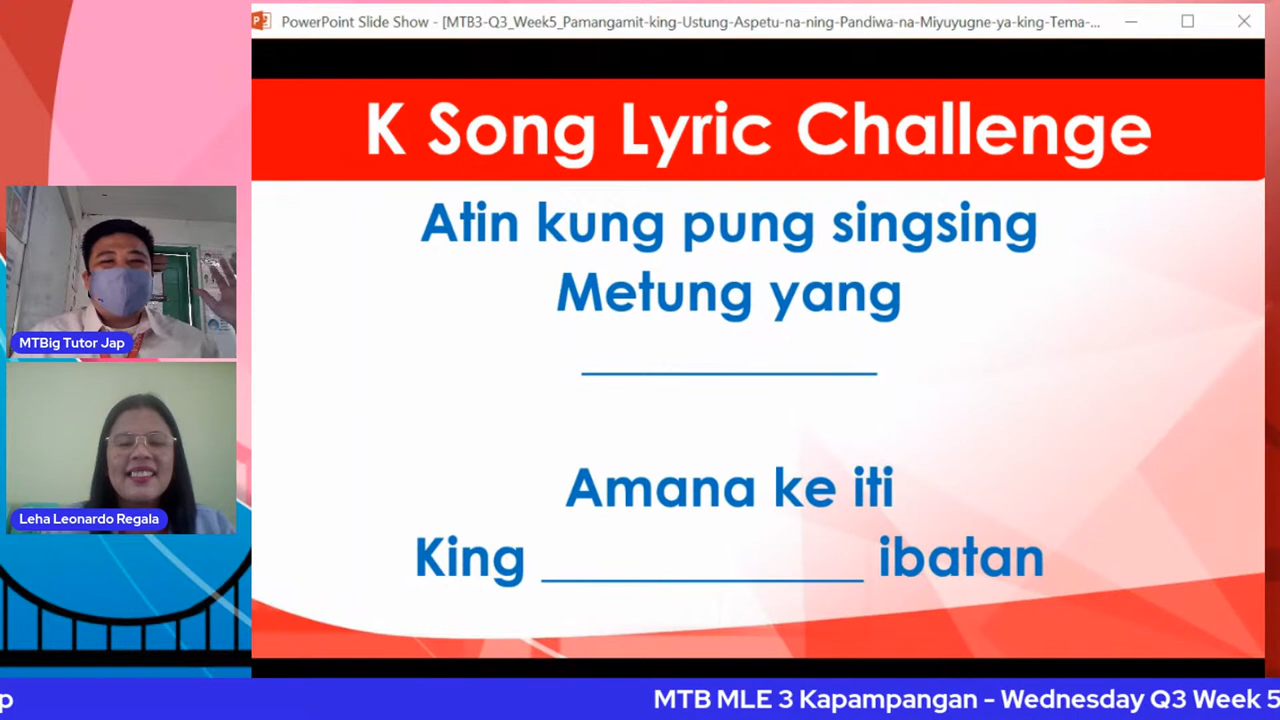 PowerPoint Slide Show - [MTB3-Q3_Week5_Pamangamit-king-Ustung-Aspetu-na-ning-Pandiwa-na-Miyuyugne-ya-king-Tema-...
K Song Lyric Challenge
Atin kung pung singsing
Metung yang
_______________
Amana ke iti
King _______________ ibatan
MTBig Tutor Jap
Leha Leonardo Regala
p
MTB MLE 3 Kapampangan - Wednesday Q3 Week 5